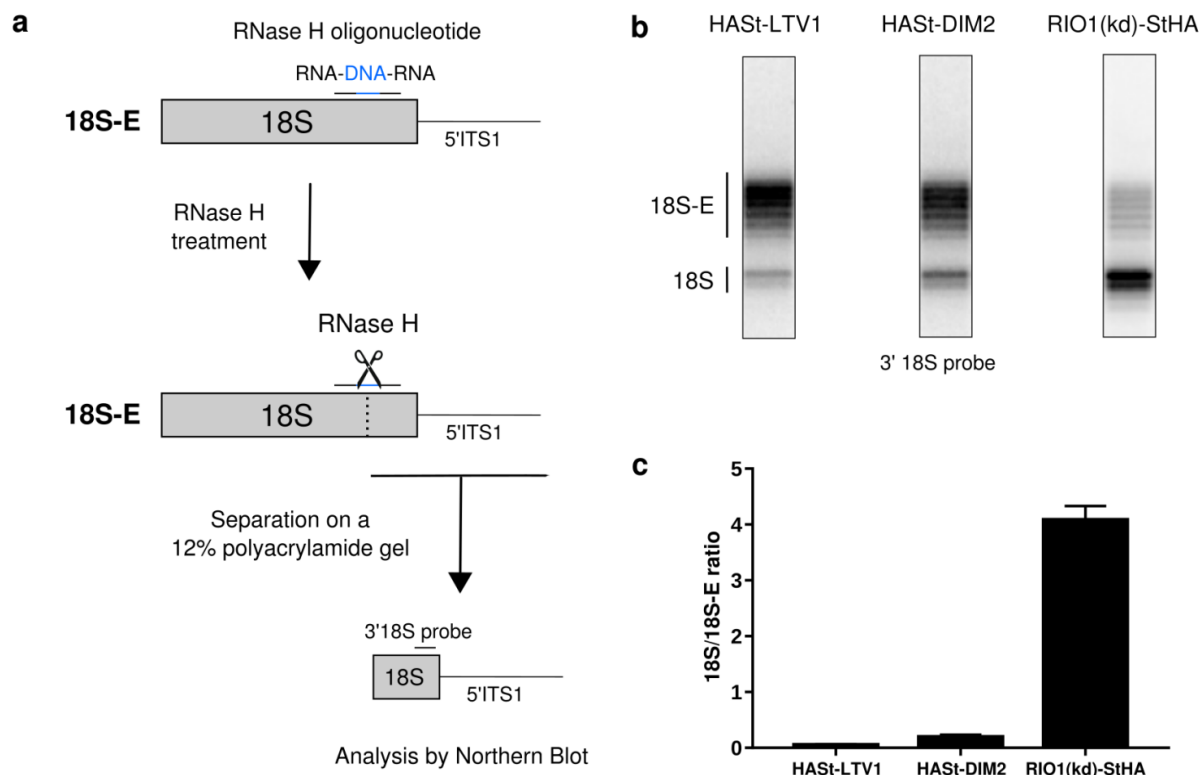 a
RNase H oligonucleotide
RNA-DNA-RNA
18S-E
18S
5'ITS1
RNase H
treatment
RNase H
18S-E
18S
5'ITS1
Separation on a
12% polyacrylamide gel
3'18S probe
18S
5'ITS1
Analysis by Northern Blot
b
HASt-LTV1
HASt-DIM2
RIO1(kd)-StHA
18S-E
18S
3' 18S probe
c
18S/18S-E ratio
5
4
3
2
1
0
HASt-LTV1
HASt-DIM2
RIO1(kd)-StHA